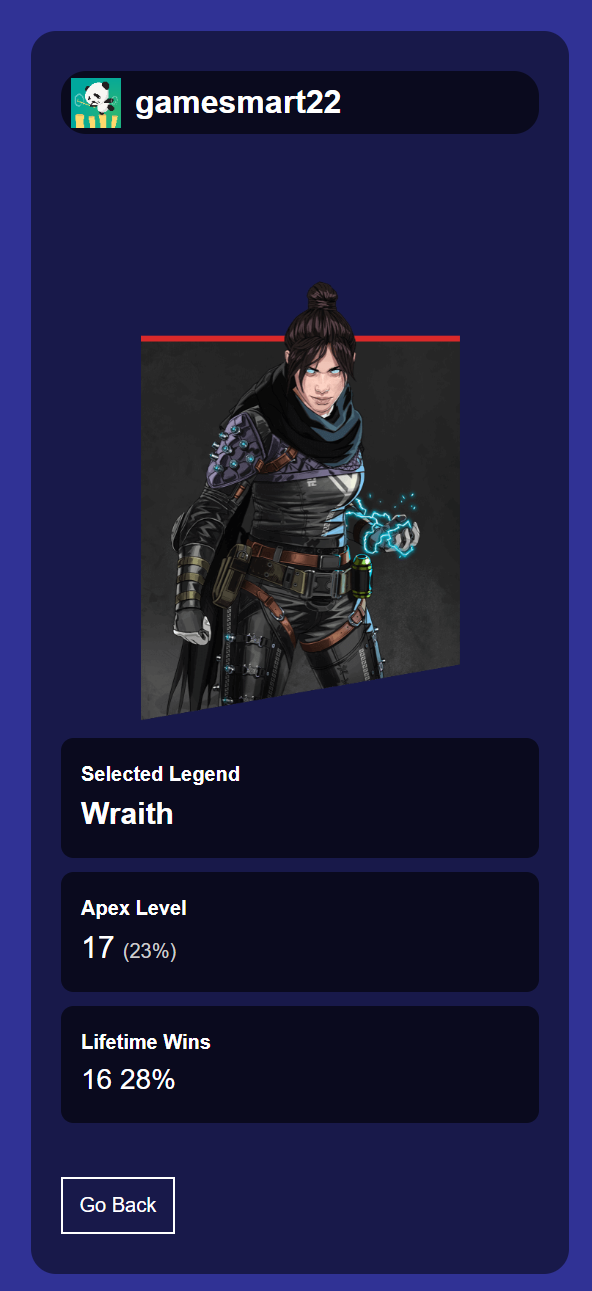 gamesmart22
Selected Legend
Wraith
Apex Level
17 (23%)
Lifetime Wins
16 28%
Go Back